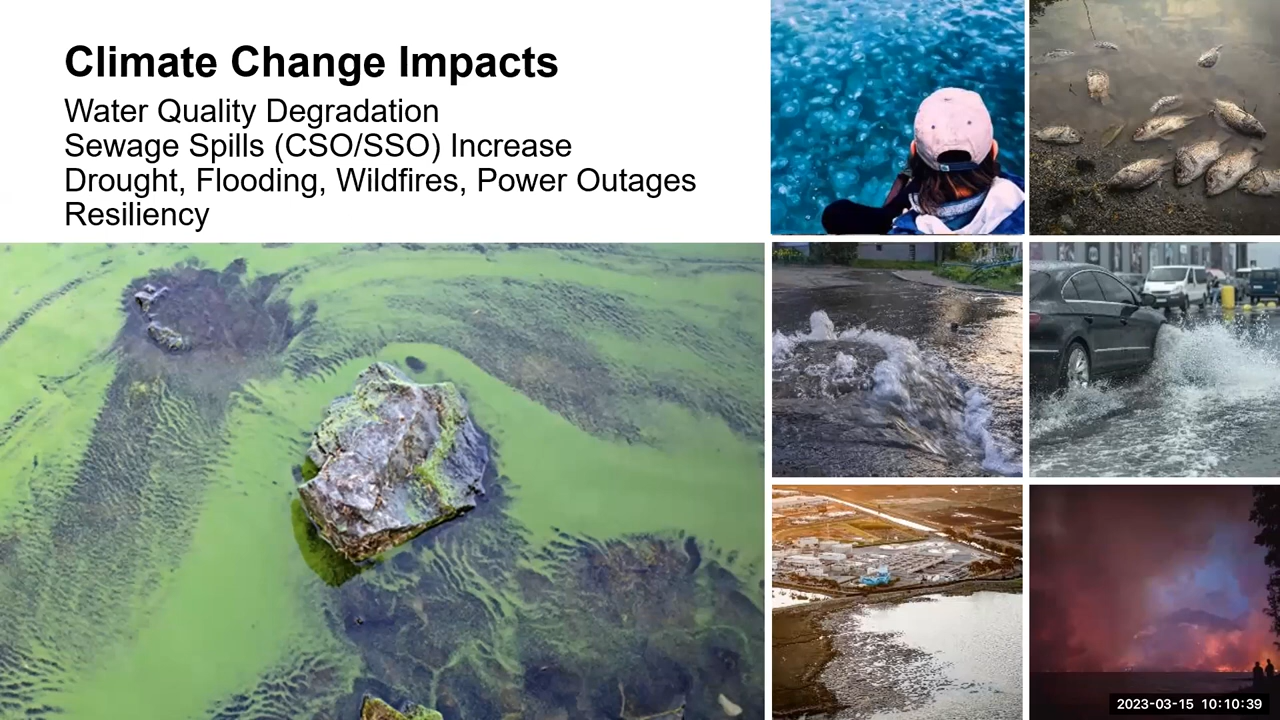 Climate Change Impacts
Water Quality Degradation
Sewage Spills (CSO/SSO) Increase
Drought, Flooding, Wildfires, Power Outages
Resiliency
2023-03-15 10:10:39